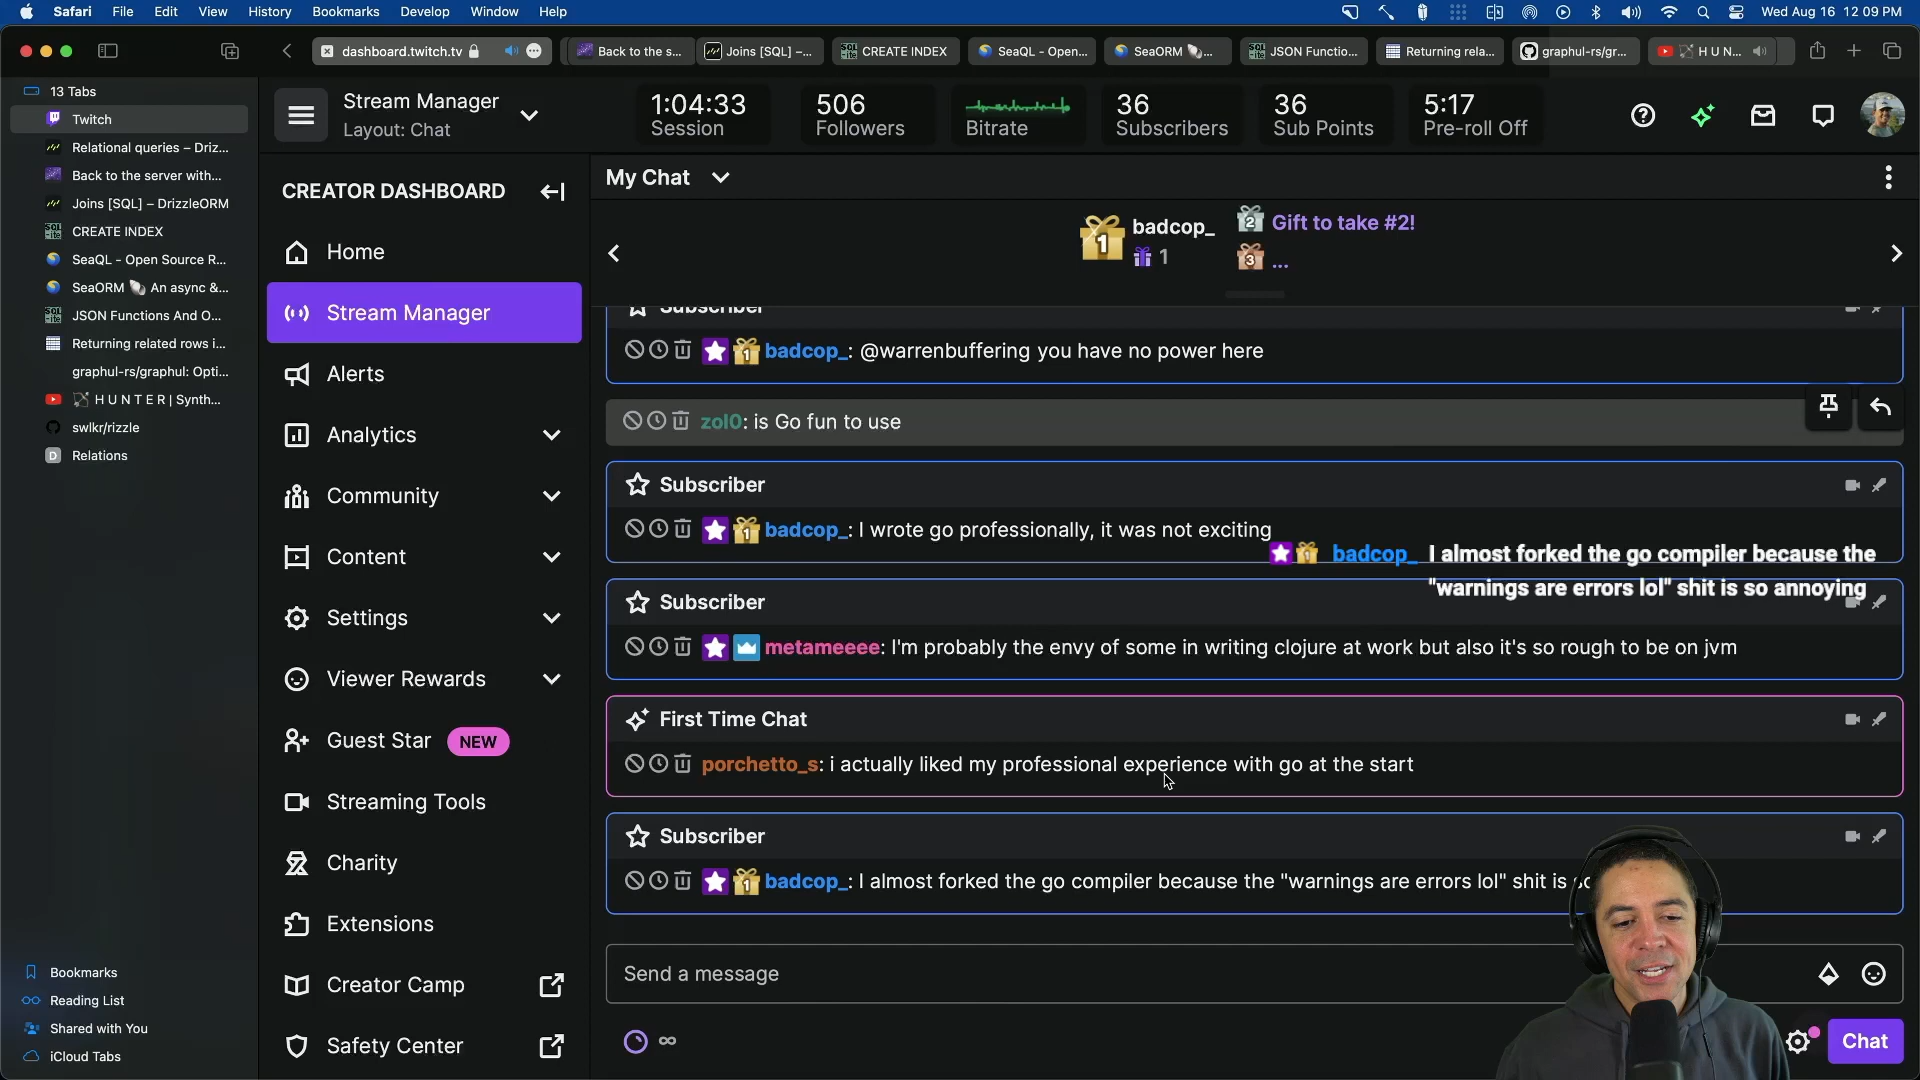 Safari File Edit View History Bookmarks Develop Window Help
Wed Aug 16 12:09 PM
dashboard.twitch.tv
Back to the s...
Joins [SQL] –...
CREATE INDEX
SeaQL - Open...
SeaORM 🐚...
JSON Functio...
Returning rela...
graphul-rs/gr...
H U N...
13 Tabs
Twitch
Relational queries – Driz...
Back to the server with...
Joins [SQL] – DrizzleORM
CREATE INDEX
SeaQL - Open Source R...
SeaORM 🐚 An async &...
JSON Functions And O...
Returning related rows i...
graphul-rs/graphul: Opti...
H U N T E R | Synth...
swlkr/rizzle
D Relations
Bookmarks
Reading List
Shared with You
iCloud Tabs
Stream Manager
Layout: Chat
1:04:33
Session
506
Followers
Bitrate
36
Subscribers
36
Sub Points
5:17
Pre-roll Off
CREATOR DASHBOARD
Home
Stream Manager
Alerts
Analytics
Community
Content
Settings
Viewer Rewards
Guest Star NEW
Streaming Tools
Charity
Extensions
Creator Camp
Safety Center
My Chat
1 badcop_
1
2 Gift to take #2!
3 ...
Subscriber
badcop_: @warrenbuffering you have no power here
zol0: is Go fun to use
Subscriber
badcop_: I wrote go professionally, it was not exciting
badcop_ I almost forked the go compiler because the
"warnings are errors lol" shit is so annoying
Subscriber
metameeee: I'm probably the envy of some in writing clojure at work but also it's so rough to be on jvm
First Time Chat
porchetto_s: i actually liked my professional experience with go at the start
Subscriber
badcop_: I almost forked the go compiler because the "warnings are errors lol" shit is
Send a message
∞
Chat